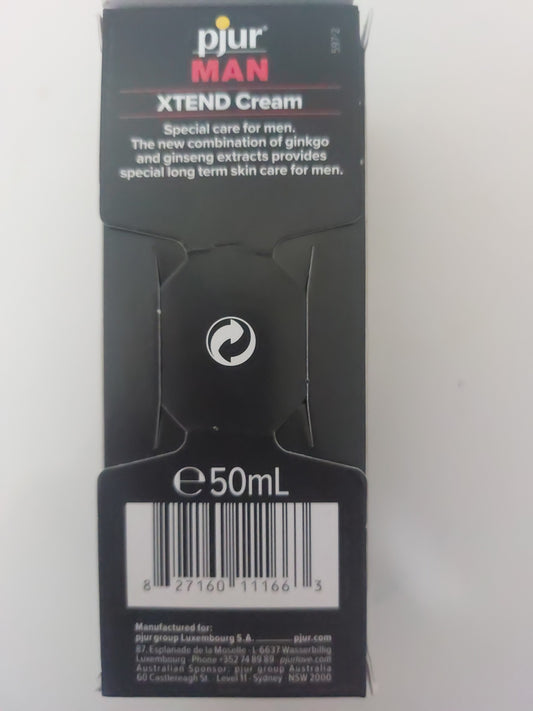 pjur
MAN
597-2
XTEND Cream
Special care for men.
The new combination of ginkgo
and ginseng extracts provides
special long term skin care for men.
℮50mL
8 27160 11166 3
Manufactured for:
pjur group Luxembourg S.A. pjur.com
87, Esplanade de la Moselle · L-6637 Wasserbillig
Luxembourg · Phone +352 74 89 89 · pjurlove.com
Australian Sponsor: pjur group Australia
60 Castlereagh St · Level 11 · Sydney NSW 2000